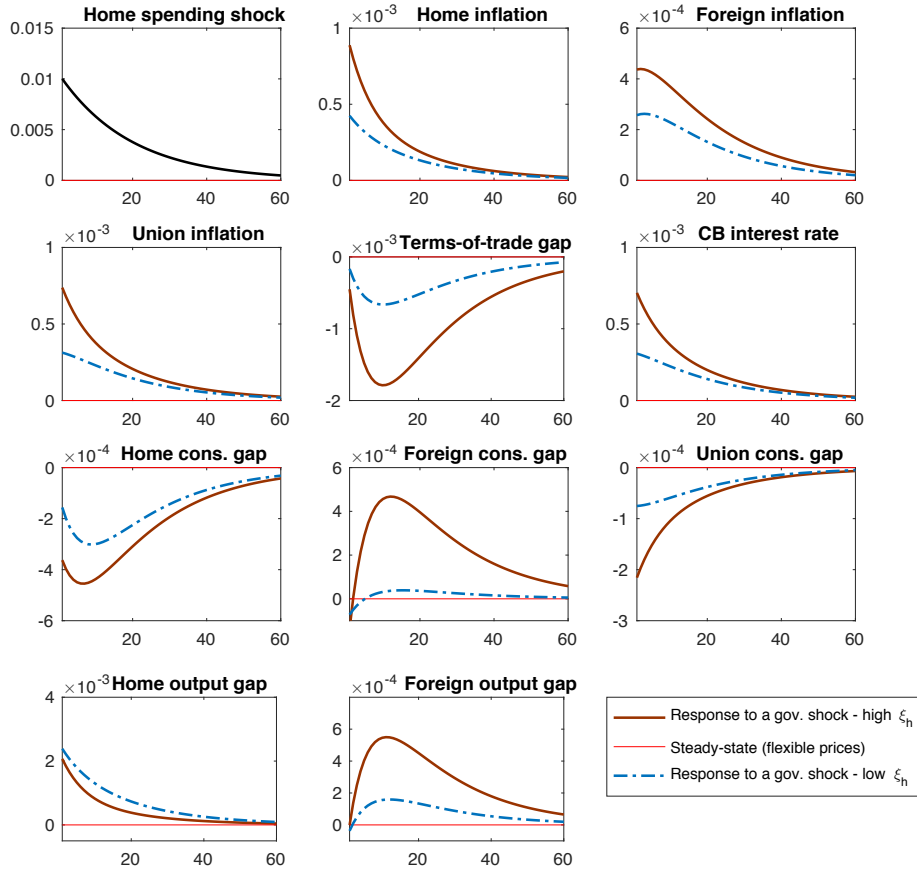 Home spending shock
0.015
0.01
0.005
0
20 40 60
×10⁻³ Home inflation
1
0.5
0
20 40 60
×10⁻⁴ Foreign inflation
6
4
2
0
20 40 60
×10⁻³ Union inflation
1
0.5
0
20 40 60
×10⁻³ Terms-of-trade gap
0
-1
-2
20 40 60
×10⁻³ CB interest rate
1
0.5
0
20 40 60
×10⁻⁴ Home cons. gap
0
-2
-4
-6
20 40 60
×10⁻⁴ Foreign cons. gap
6
4
2
0
20 40 60
×10⁻⁴ Union cons. gap
0
-1
-2
-3
20 40 60
×10⁻³ Home output gap
4
2
0
20 40 60
×10⁻⁴ Foreign output gap
6
4
2
0
20 40 60
Response to a gov. shock - high ξ_h
Steady-state (flexible prices)
Response to a gov. shock - low ξ_h